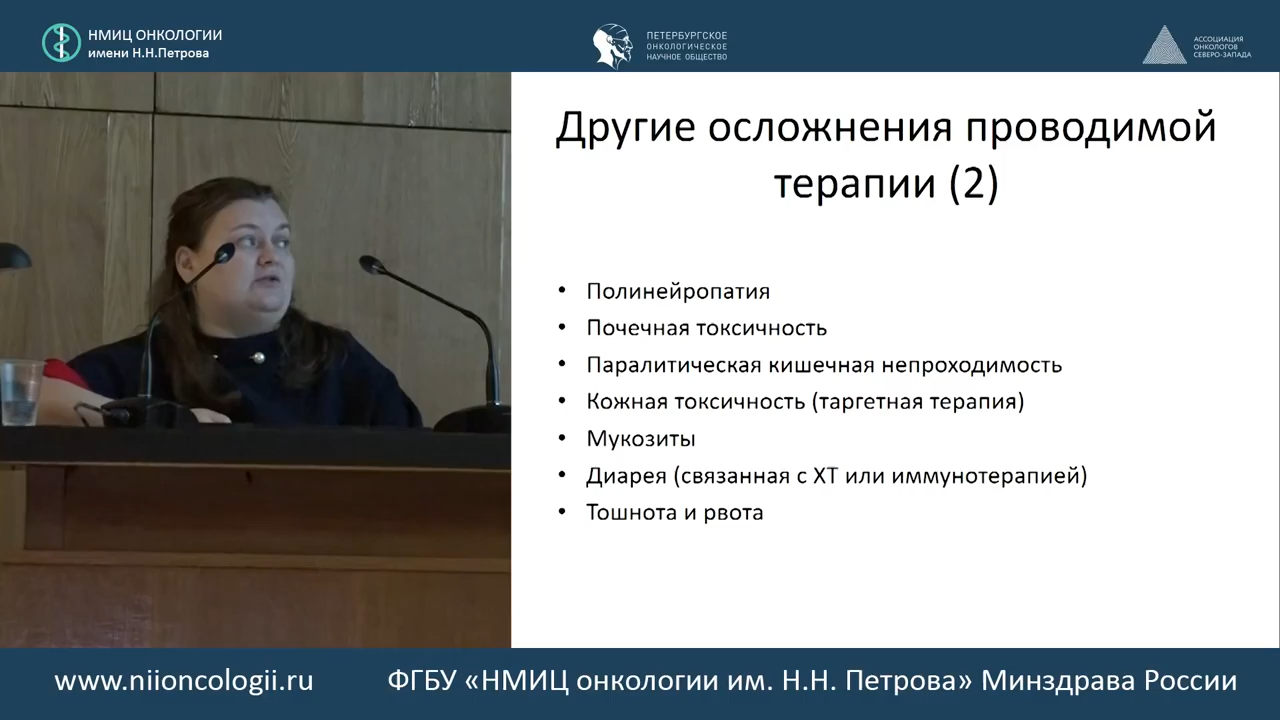 НМИЦ ОНКОЛОГИИ
имени Н.Н.Петрова
ПЕТЕРБУРГСКОЕ
ОНКОЛОГИЧЕСКОЕ
НАУЧНОЕ ОБЩЕСТВО
АССОЦИАЦИЯ
ОНКОЛОГОВ
СЕВЕРО-ЗАПАДА
Другие осложнения проводимой
терапии (2)
• Полинейропатия
• Почечная токсичность
• Паралитическая кишечная непроходимость
• Кожная токсичность (таргетная терапия)
• Мукозиты
• Диарея (связанная с ХТ или иммунотерапией)
• Тошнота и рвота
www.niioncologii.ru
ФГБУ «НМИЦ онкологии им. Н.Н. Петрова» Минздрава России